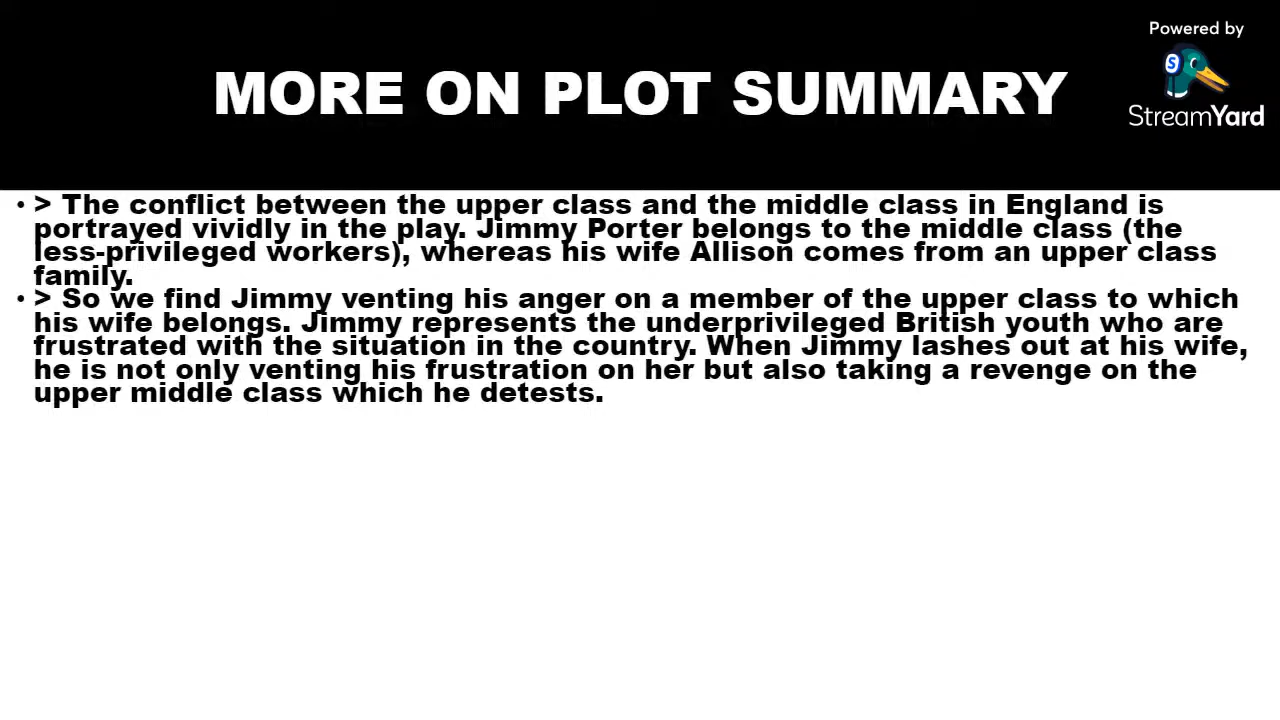 Powered by
MORE ON PLOT SUMMARY
StreamYard
• > The conflict between the upper class and the middle class in England is
portrayed vividly in the play. Jimmy Porter belongs to the middle class (the
less-privileged workers), whereas his wife Allison comes from an upper class
family.
• > So we find Jimmy venting his anger on a member of the upper class to which
his wife belongs. Jimmy represents the underprivileged British youth who are
frustrated with the situation in the country. When Jimmy lashes out at his wife,
he is not only venting his frustration on her but also taking a revenge on the
upper middle class which he detests.